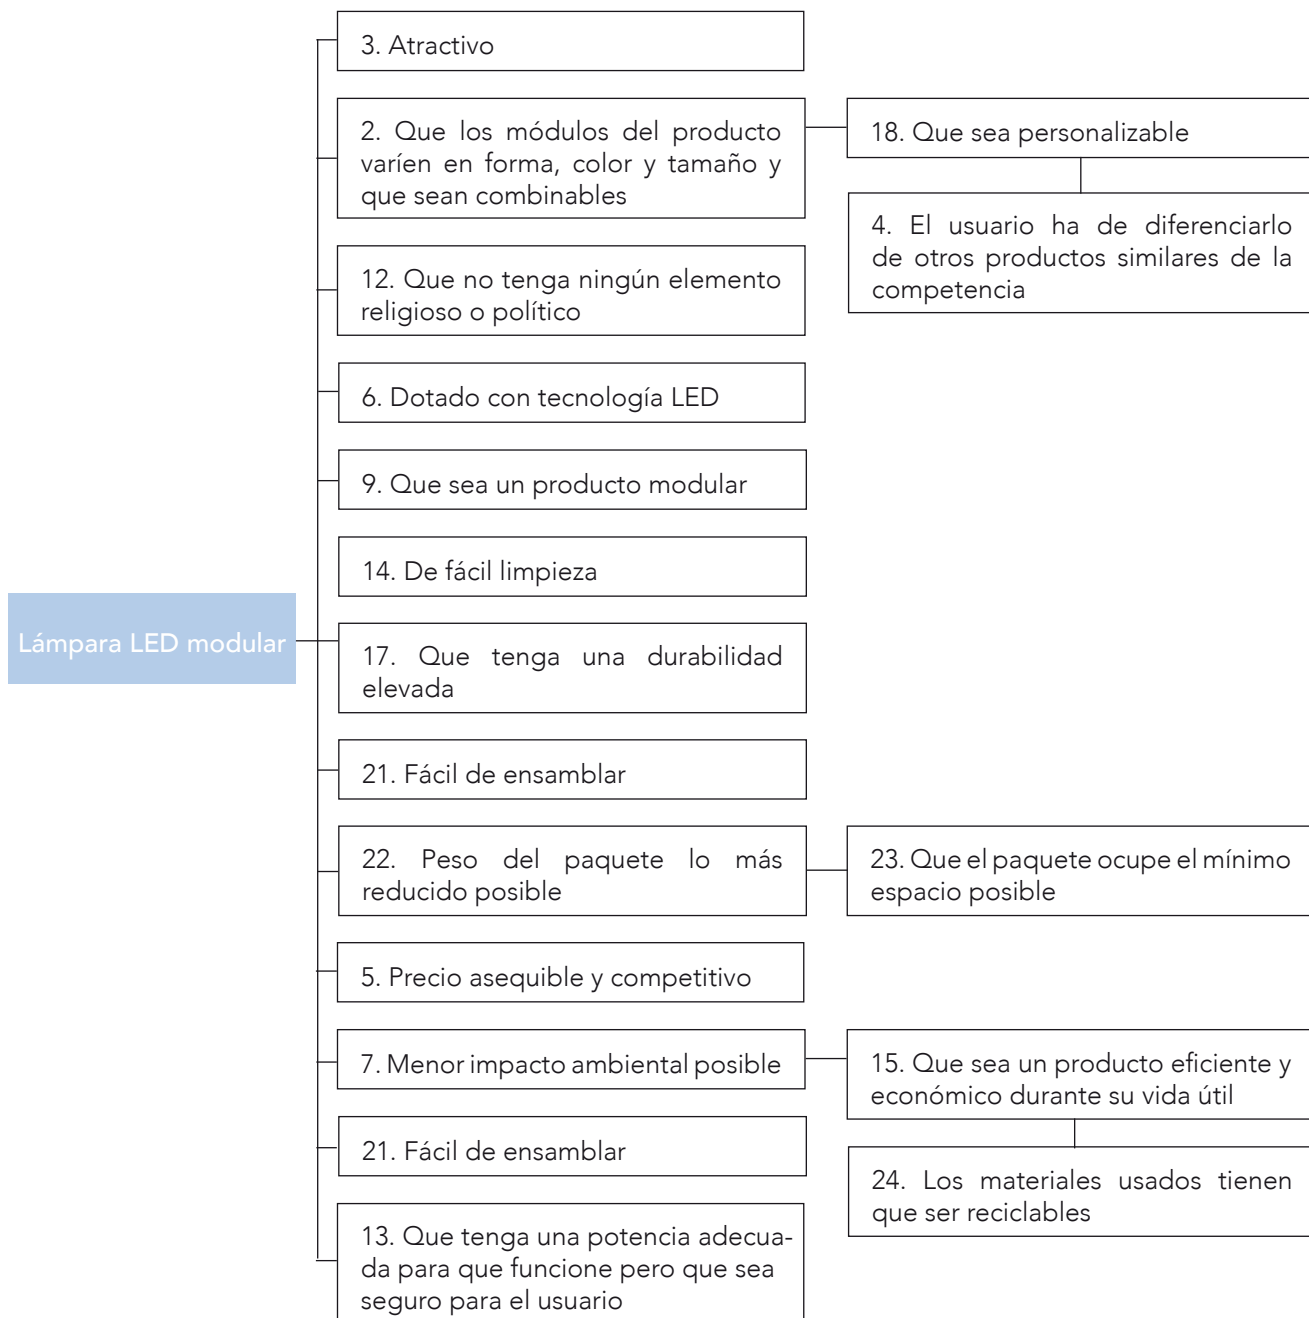 3. Atractivo
2. Que los módulos del producto
varíen en forma, color y tamaño y
que sean combinables
18. Que sea personalizable
4. El usuario ha de diferenciarlo
de otros productos similares de la
competencia
12. Que no tenga ningún elemento
religioso o político
6. Dotado con tecnología LED
9. Que sea un producto modular
14. De fácil limpieza
Lámpara LED modular
17. Que tenga una durabilidad
elevada
21. Fácil de ensamblar
22. Peso del paquete lo más
reducido posible
23. Que el paquete ocupe el mínimo
espacio posible
5. Precio asequible y competitivo
7. Menor impacto ambiental posible
15. Que sea un producto eficiente y
económico durante su vida útil
21. Fácil de ensamblar
24. Los materiales usados tienen
que ser reciclables
13. Que tenga una potencia adecua-
da para que funcione pero que sea
seguro para el usuario